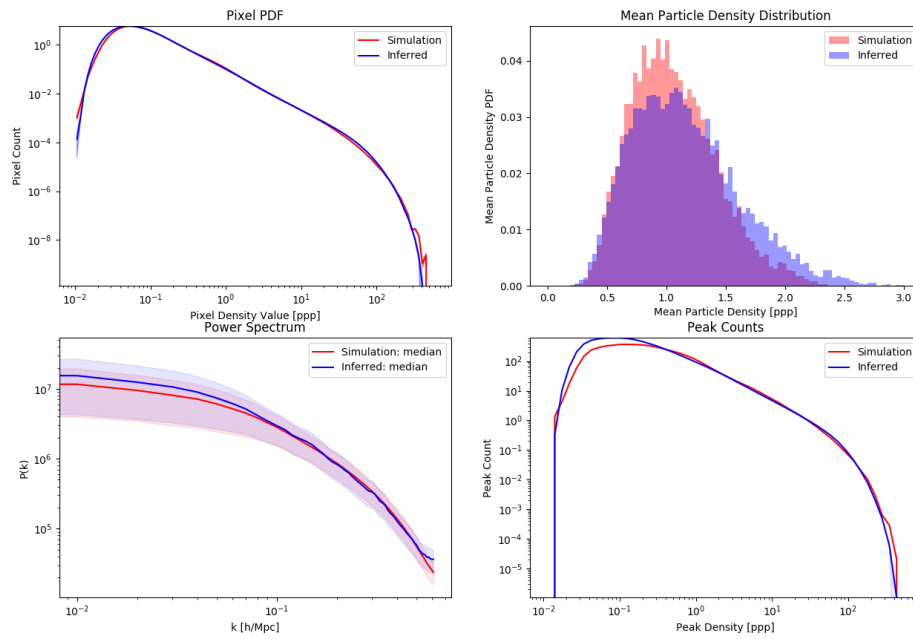 Pixel PDF
Simulation
Inferred
10^0
10^-2
10^-4
10^-6
10^-8
Pixel Count
10^-2
10^-1
10^0
10^1
10^2
Pixel Density Value [ppp]
Mean Particle Density Distribution
Simulation
Inferred
0.04
0.03
0.02
0.01
0.00
Mean Particle Density PDF
0.0
0.5
1.0
1.5
2.0
2.5
3.0
Mean Particle Density [ppp]
Power Spectrum
Simulation: median
Inferred: median
10^7
10^6
10^5
P(k)
10^-2
10^-1
k [h/Mpc]
Peak Counts
Simulation
Inferred
10^2
10^1
10^0
10^-1
10^-2
10^-3
10^-4
10^-5
Peak Count
10^-2
10^-1
10^0
10^1
10^2
Peak Density [ppp]